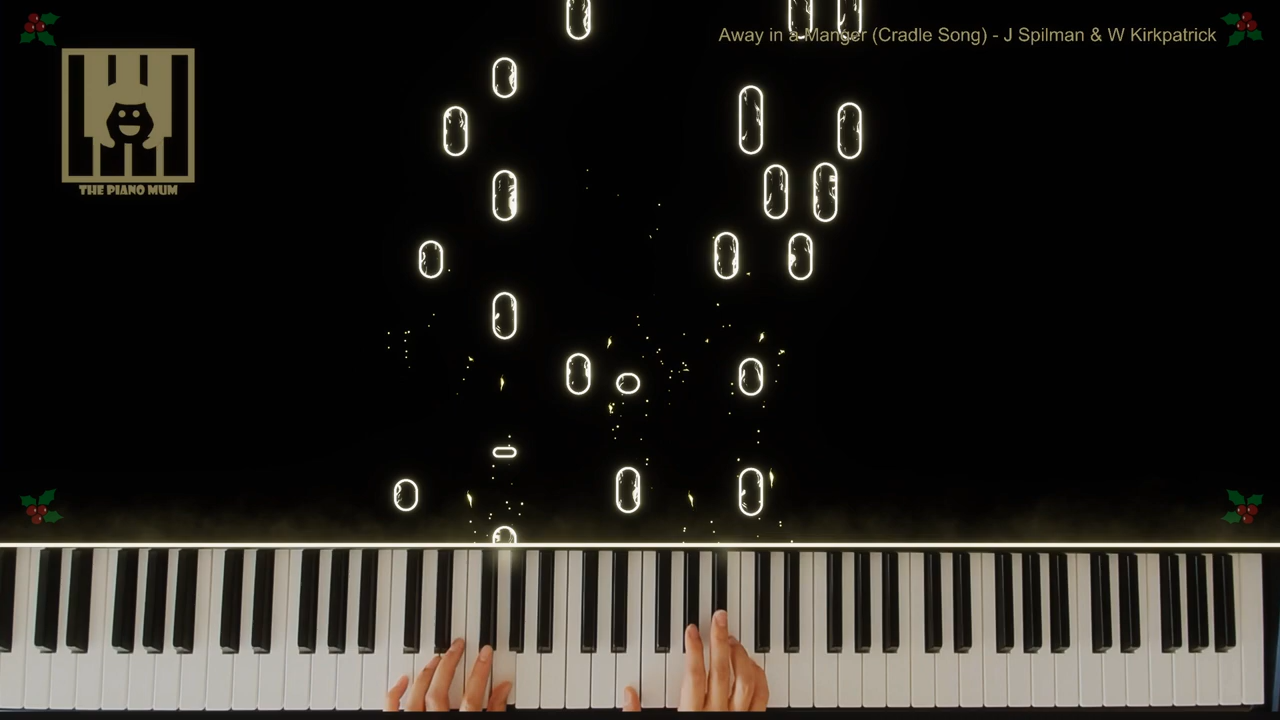 Away in a Manger (Cradle Song) - J Spilman & W Kirkpatrick
THE PIANO MUM